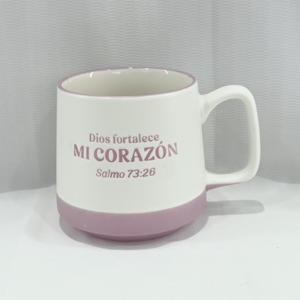 Dios fortalece
MI CORAZÓN
Salmo 73:26